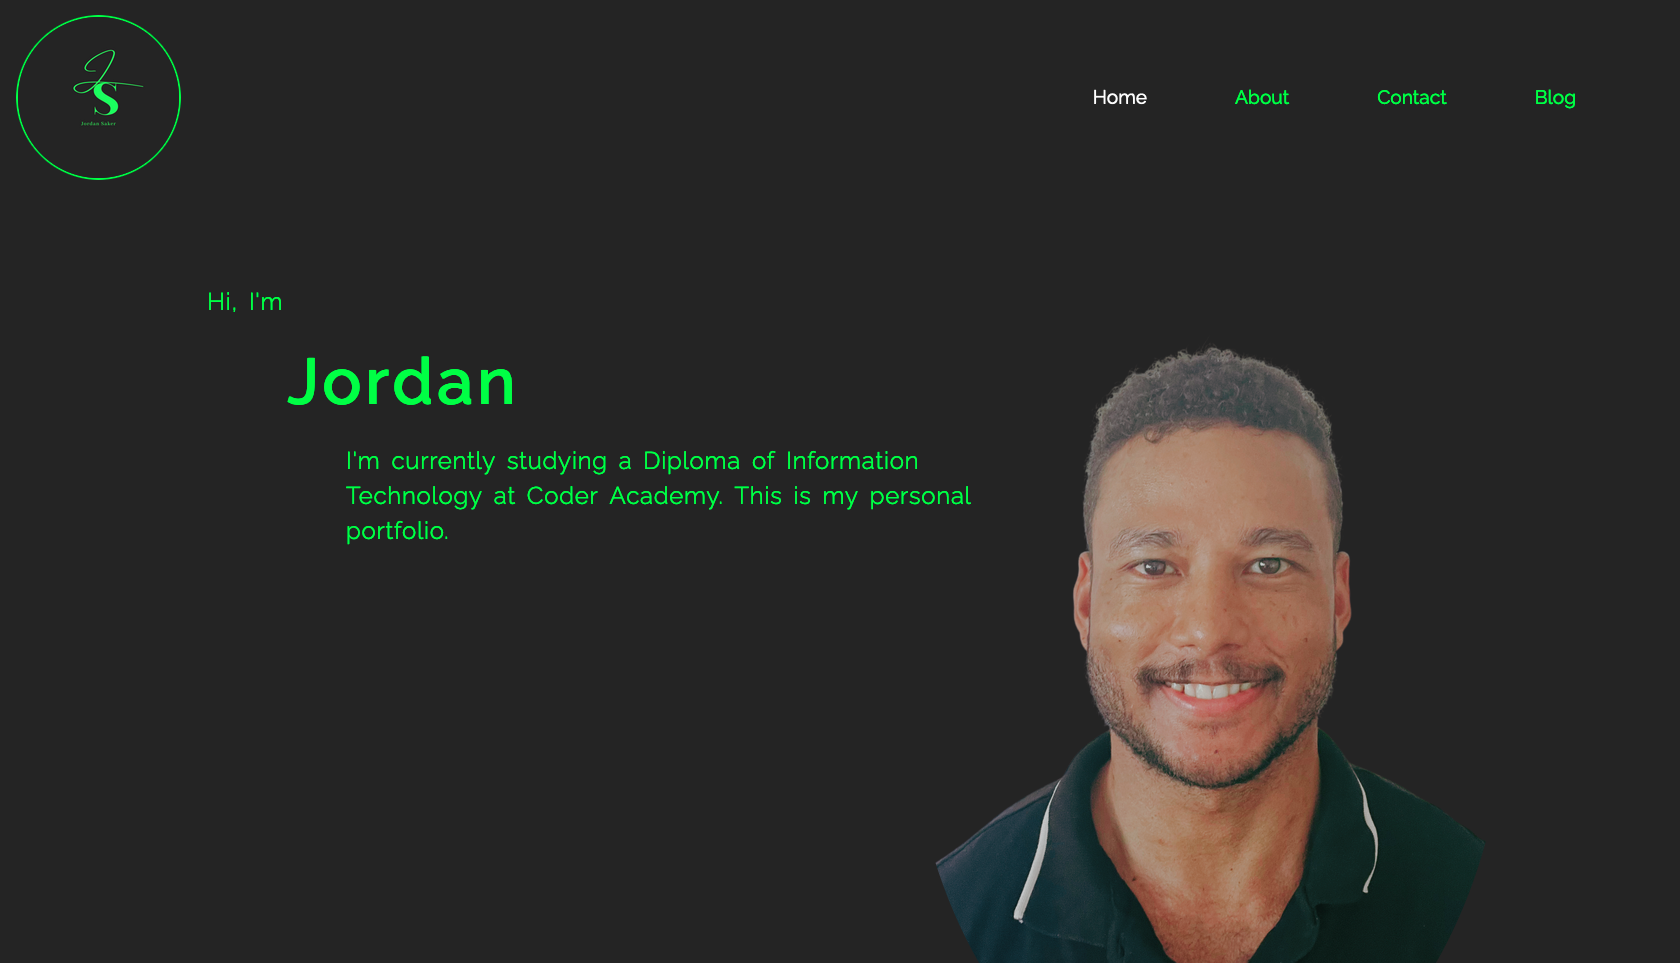 JS
Jordan Saker
Home About Contact Blog
Hi, I'm
Jordan
I'm currently studying a Diploma of Information
Technology at Coder Academy. This is my personal
portfolio.